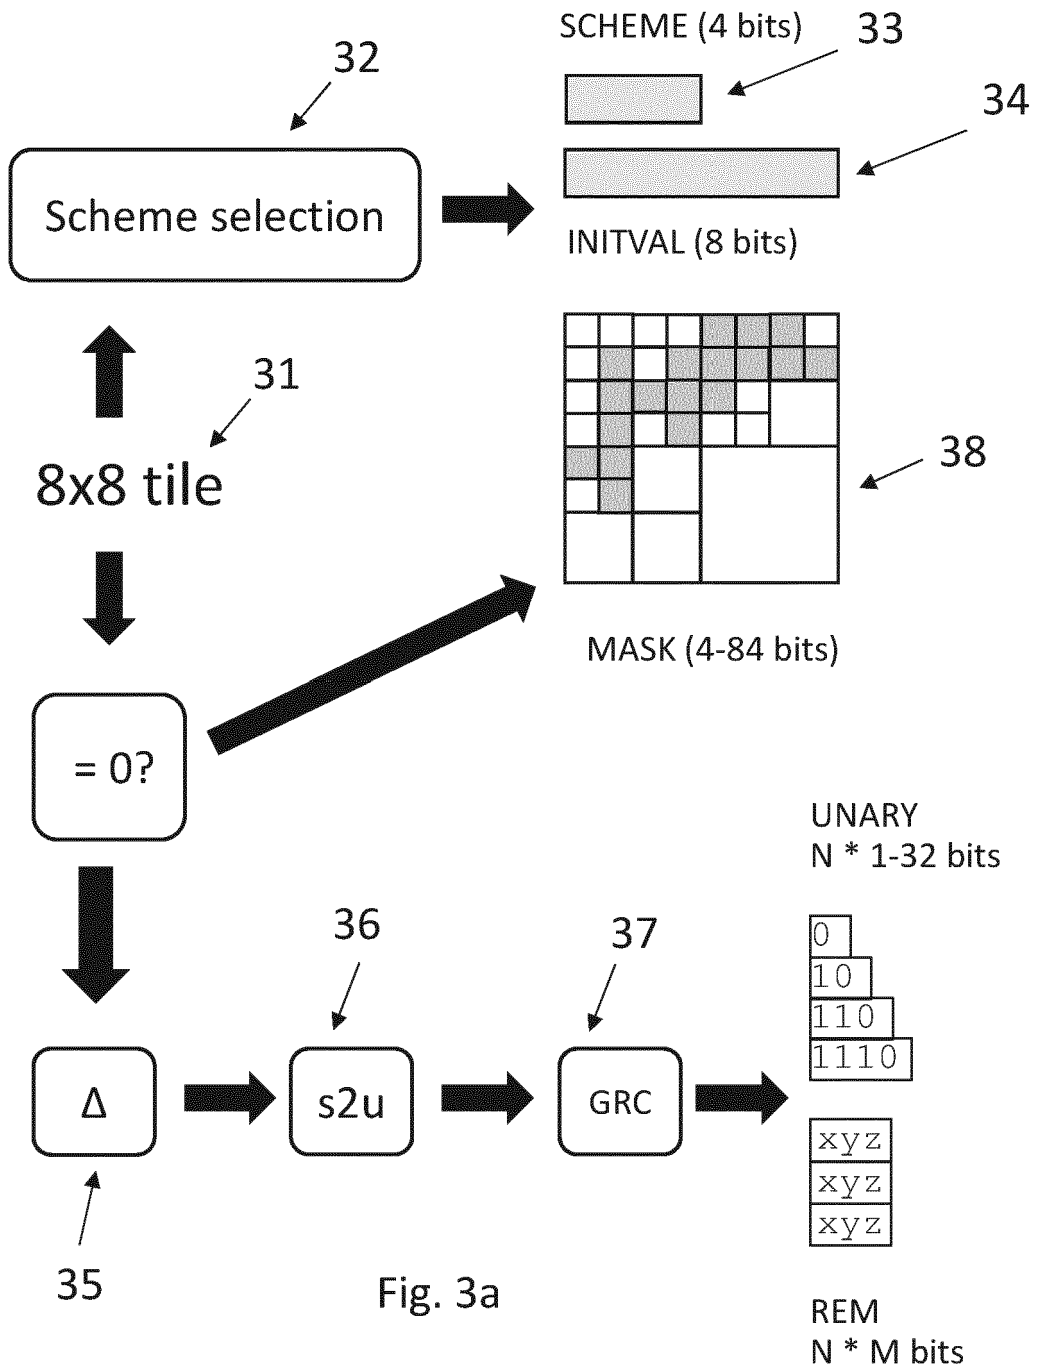 SCHEME (4 bits)
33
32
34
Scheme selection
INITVAL (8 bits)
31
8x8 tile
38
MASK (4-84 bits)
= 0?
UNARY
N * 1-32 bits
36
37
0
10
110
1110
Δ
s2u
GRC
xyz
xyz
xyz
35
Fig. 3a
REM
N * M bits